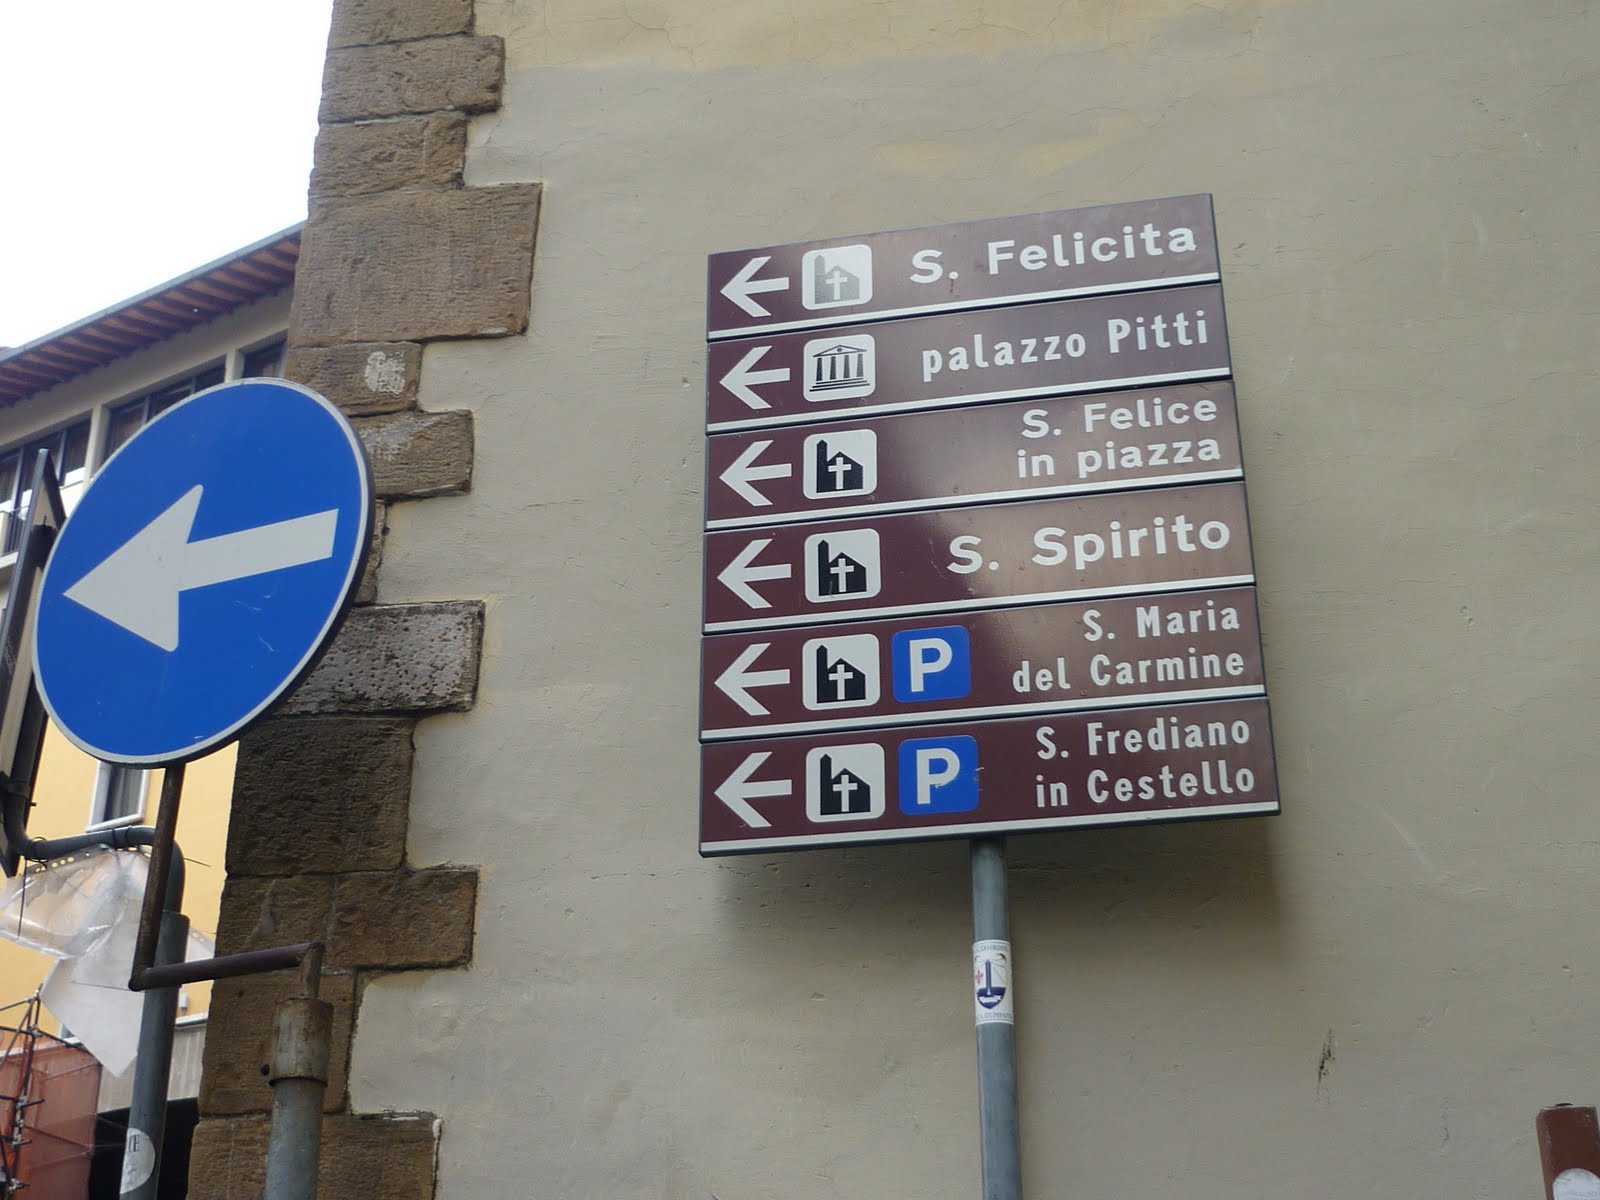 S. Felicita
palazzo Pitti
S. Felice
in piazza
S. Spirito
P
S. Maria
del Carmine
P
S. Frediano
in Cestello